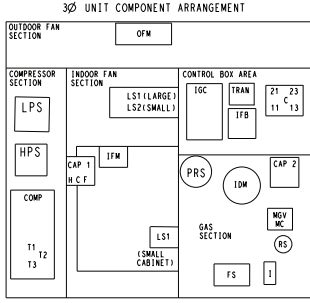 3Ø UNIT COMPONENT ARRANGEMENT
OUTDOOR FAN
SECTION
OFM
COMPRESSOR
SECTION
LPS
HPS
COMP
T1
T2
T3
INDOOR FAN
SECTION
LS1(LARGE)
LS2(SMALL)
CAP 1
H C F
IFM
LS1
(SMALL
CABINET)
CONTROL BOX AREA
IGC
TRAN
IFB
21 23
C
11 13
PRS
IDM
CAP 2
GAS
SECTION
MGV
MC
RS
FS
I